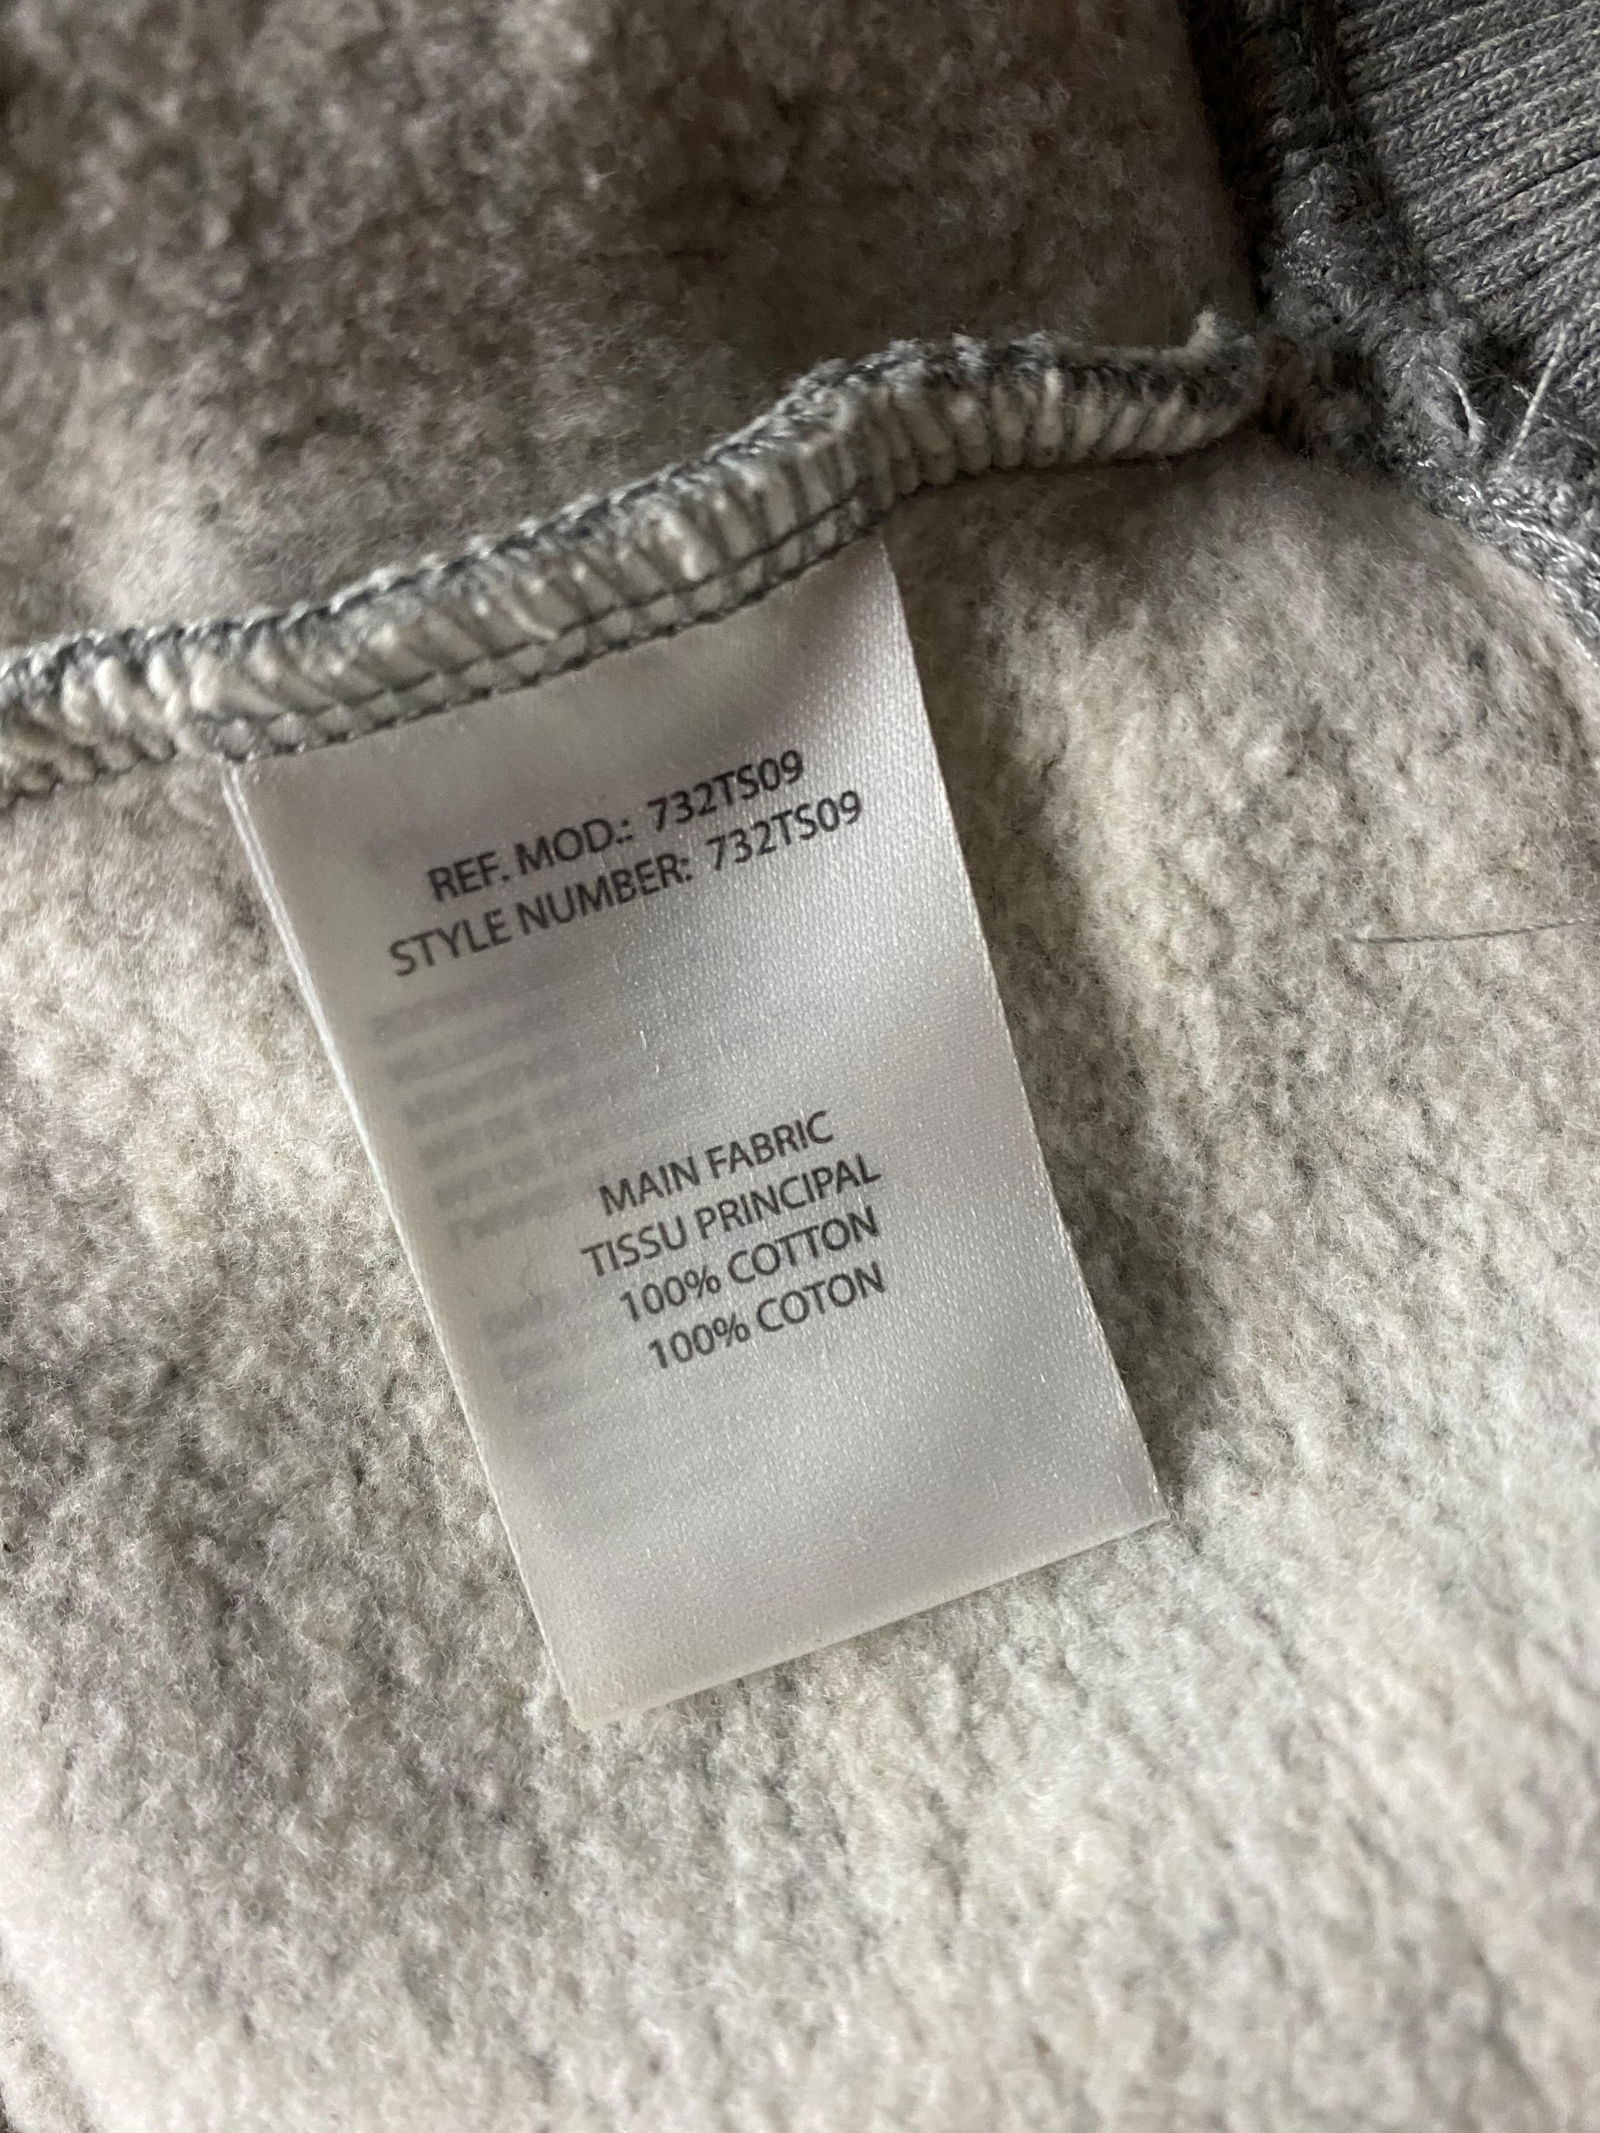 REF. MOD.: 732TS09
STYLE NUMBER: 732TS09
MAIN FABRIC
TISSU PRINCIPAL
100% COTTON
100% COTON